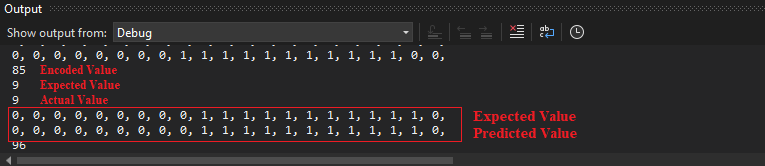 Output
Show output from: Debug
0, 0, 0, 0, 0, 0, 0, 0, 1, 1, 1, 1, 1, 1, 1, 1, 1, 1, 1, 0, 0,
85 Encoded Value
9 Expected Value
9 Actual Value
0, 0, 0, 0, 0, 0, 0, 0, 0, 1, 1, 1, 1, 1, 1, 1, 1, 1, 1, 1, 0, Expected Value
0, 0, 0, 0, 0, 0, 0, 0, 0, 1, 1, 1, 1, 1, 1, 1, 1, 1, 1, 1, 0, Predicted Value
96